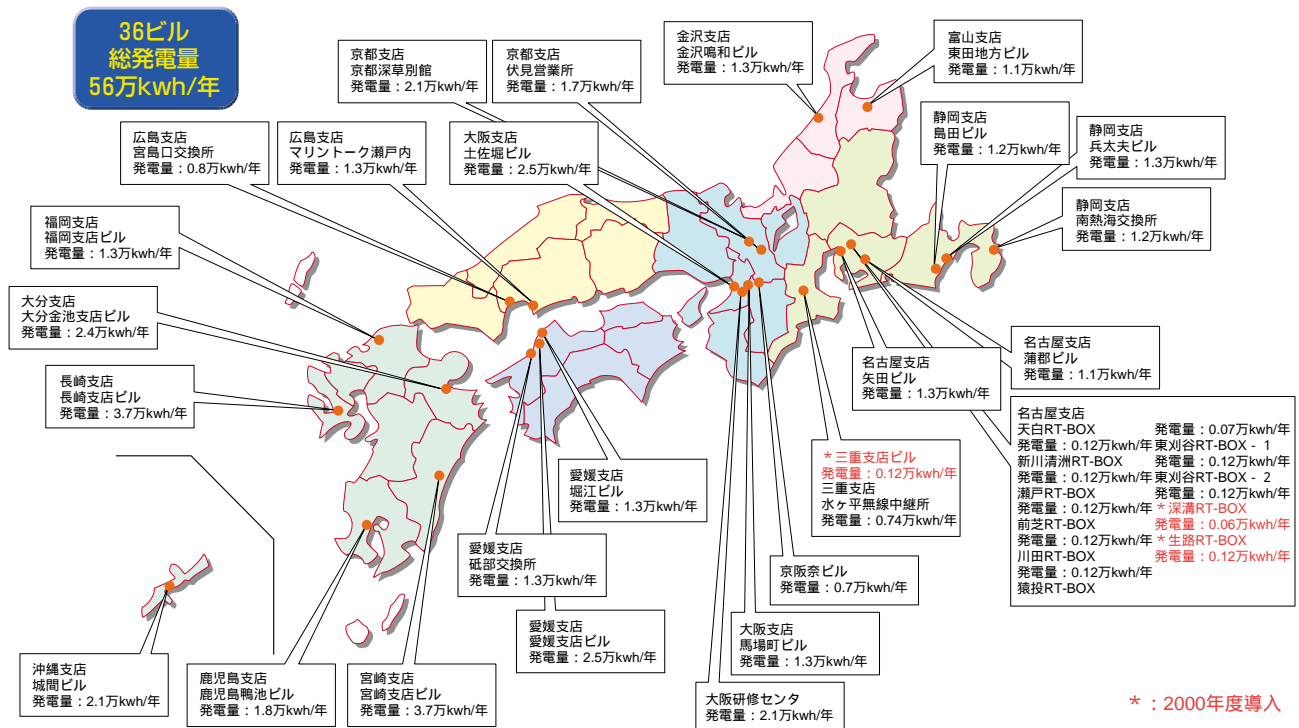 36ビル
総発電量
56万kwh/年
京都支店
京都深草別館
発電量：2.1万kwh/年
京都支店
伏見営業所
発電量：1.7万kwh/年
金沢支店
金沢鳴和ビル
発電量：1.3万kwh/年
富山支店
東田地方ビル
発電量：1.1万kwh/年
広島支店
宮島口交換所
発電量：0.8万kwh/年
広島支店
マリントーク瀬戸内
発電量：1.3万kwh/年
大阪支店
土佐堀ビル
発電量：2.5万kwh/年
静岡支店
島田ビル
発電量：1.2万kwh/年
静岡支店
兵太夫ビル
発電量：1.3万kwh/年
静岡支店
南熱海交換所
発電量：1.2万kwh/年
福岡支店
福岡支店ビル
発電量：1.3万kwh/年
大分支店
大分金池支店ビル
発電量：2.4万kwh/年
長崎支店
長崎支店ビル
発電量：3.7万kwh/年
名古屋支店
矢田ビル
発電量：1.3万kwh/年
名古屋支店
蒲郡ビル
発電量：1.1万kwh/年
名古屋支店
天白RT-BOX
発電量：0.12万kwh/年
新川清洲RT-BOX
発電量：0.12万kwh/年
瀬戸RT-BOX
発電量：0.12万kwh/年
前芝RT-BOX
発電量：0.12万kwh/年
川田RT-BOX
発電量：0.12万kwh/年
猿投RT-BOX
発電量：0.07万kwh/年
東刈谷RT-BOX - 1
発電量：0.12万kwh/年
東刈谷RT-BOX - 2
発電量：0.12万kwh/年
＊深溝RT-BOX
発電量：0.06万kwh/年
＊生路RT-BOX
発電量：0.12万kwh/年
＊三重支店ビル
発電量：0.12万kwh/年
三重支店
水ヶ平無線中継所
発電量：0.74万kwh/年
愛媛支店
堀江ビル
発電量：1.3万kwh/年
愛媛支店
砥部交換所
発電量：1.3万kwh/年
愛媛支店
愛媛支店ビル
発電量：2.5万kwh/年
京阪奈ビル
発電量：0.7万kwh/年
大阪支店
馬場町ビル
発電量：1.3万kwh/年
大阪研修センタ
発電量：2.1万kwh/年
沖縄支店
城間ビル
発電量：2.1万kwh/年
鹿児島支店
鹿児島鴨池ビル
発電量：1.8万kwh/年
宮崎支店
宮崎支店ビル
発電量：3.7万kwh/年
＊：2000年度導入